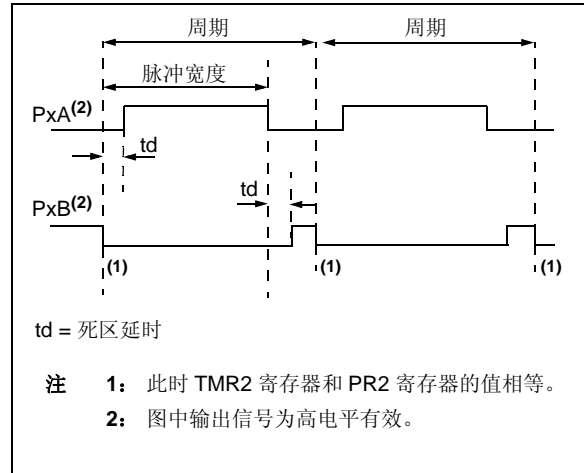 周期 周期
脉冲宽度
PxA(2)
td
td
PxB(2)
(1) (1) (1)
td = 死区延时
注 1： 此时 TMR2 寄存器和 PR2 寄存器的值相等。
2： 图中输出信号为高电平有效。